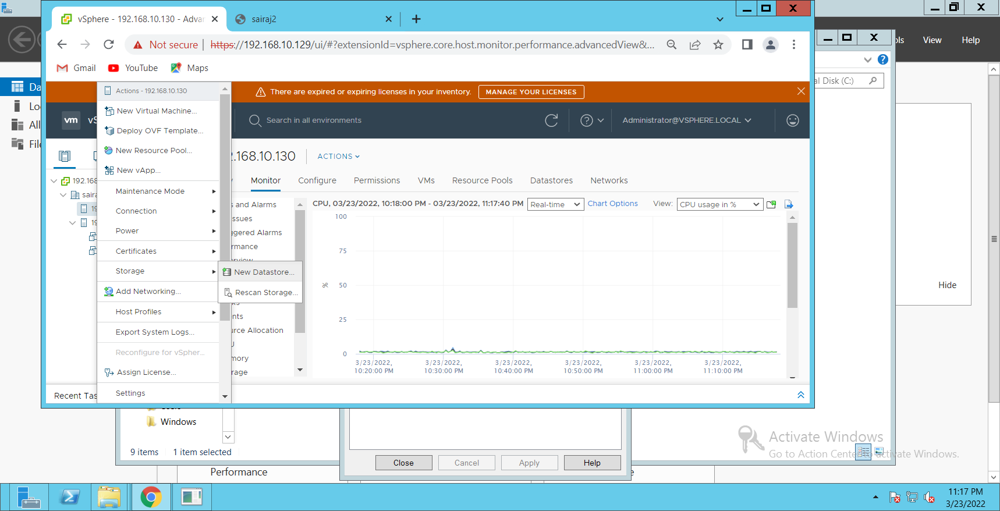 vSphere - 192.168.10.130 - Adva
sairaj2
Not secure
https://192.168.10.129/ui/#?extensionId=vsphere.core.host.monitor.performance.advancedView&...
Gmail
YouTube
Maps
View
Help
Actions - 192.168.10.130
There are expired or expiring licenses in your inventory.
MANAGE YOUR LICENSES
al Disk (C:)
New Virtual Machine...
vm
Search in all environments
Administrator@VSPHERE.LOCAL
Deploy OVF Template...
New Resource Pool...
.168.10.130
ACTIONS
New vApp...
192.168
Monitor
Configure
Permissions
VMs
Resource Pools
Datastores
Networks
Maintenance Mode
saira
s and Alarms
CPU, 03/23/2022, 10:18:00 PM - 03/23/2022, 11:17:40 PM
Real-time
Chart Options
View:
CPU usage in %
Connection
19
ssues
100
Power
19
ggered Alarms
rmance
Certificates
75
Storage
New Datastore...
%
50
Hide
Add Networking...
Rescan Storage...
Host Profiles
nts
25
Export System Logs...
urce Allocation
Reconfigure for vSpher...
U
0
mory
3/23/2022, 10:20:00 PM
3/23/2022, 10:30:00 PM
3/23/2022, 10:40:00 PM
3/23/2022, 10:50:00 PM
3/23/2022, 11:00:00 PM
3/23/2022, 11:10:00 PM
Assign License...
rage
Settings
Recent Tas
Windows
9 items
1 item selected
Activate Windows
Go to Action Center to activate Windows.
Close
Cancel
Apply
Help
Performance
11:17 PM
3/23/2022